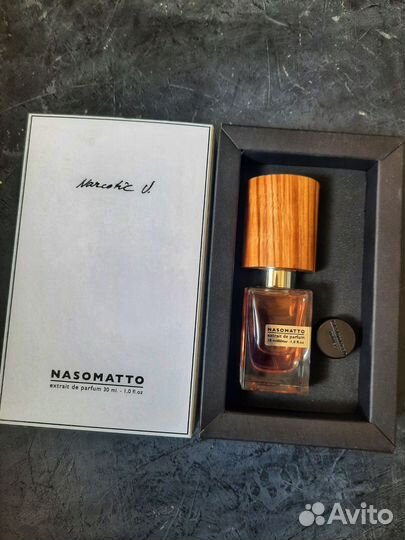 Narcotic V.
NASOMATTO
extrait de parfum 30 ml. - 1.0 fl oz
NASOMATTO
extrait de parfum
Avito